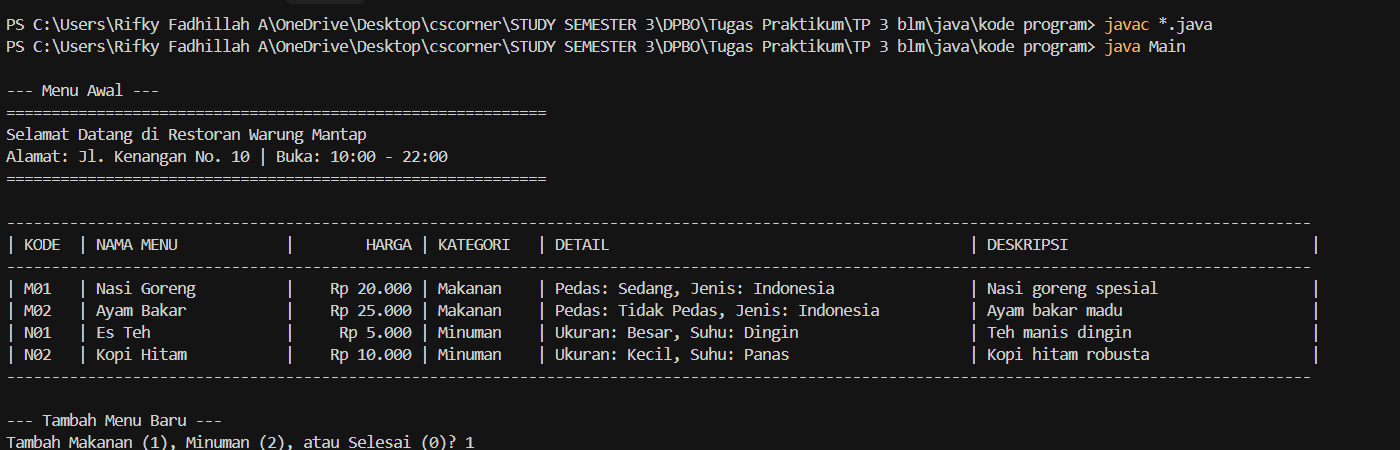 PS C:\Users\Rifky Fadhillah A\OneDrive\Desktop\cscorner\STUDY SEMESTER 3\DPBO\Tugas Praktikum\TP 3 blm\java\kode program> javac *.java
PS C:\Users\Rifky Fadhillah A\OneDrive\Desktop\cscorner\STUDY SEMESTER 3\DPBO\Tugas Praktikum\TP 3 blm\java\kode program> java Main
--- Menu Awal ---
============================================================
Selamat Datang di Restoran Warung Mantap
Alamat: Jl. Kenangan No. 10 | Buka: 10:00 - 22:00
============================================================
-------------------------------------------------------------------------------------------------------------------------------------------------
| KODE  | NAMA MENU            |        HARGA | KATEGORI   | DETAIL                                        | DESKRIPSI                           |
-------------------------------------------------------------------------------------------------------------------------------------------------
| M01   | Nasi Goreng          |    Rp 20.000 | Makanan    | Pedas: Sedang, Jenis: Indonesia               | Nasi goreng spesial                 |
| M02   | Ayam Bakar           |    Rp 25.000 | Makanan    | Pedas: Tidak Pedas, Jenis: Indonesia          | Ayam bakar madu                     |
| N01   | Es Teh               |     Rp 5.000 | Minuman    | Ukuran: Besar, Suhu: Dingin                   | Teh manis dingin                    |
| N02   | Kopi Hitam           |    Rp 10.000 | Minuman    | Ukuran: Kecil, Suhu: Panas                    | Kopi hitam robusta                  |
-------------------------------------------------------------------------------------------------------------------------------------------------
--- Tambah Menu Baru ---
Tambah Makanan (1), Minuman (2), atau Selesai (0)? 1